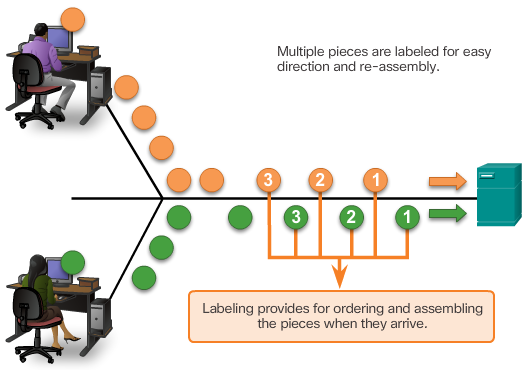 Multiple pieces are labeled for easy
direction and re-assembly.
3 2 1
3 2 1
Labeling provides for ordering and assembling
the pieces when they arrive.